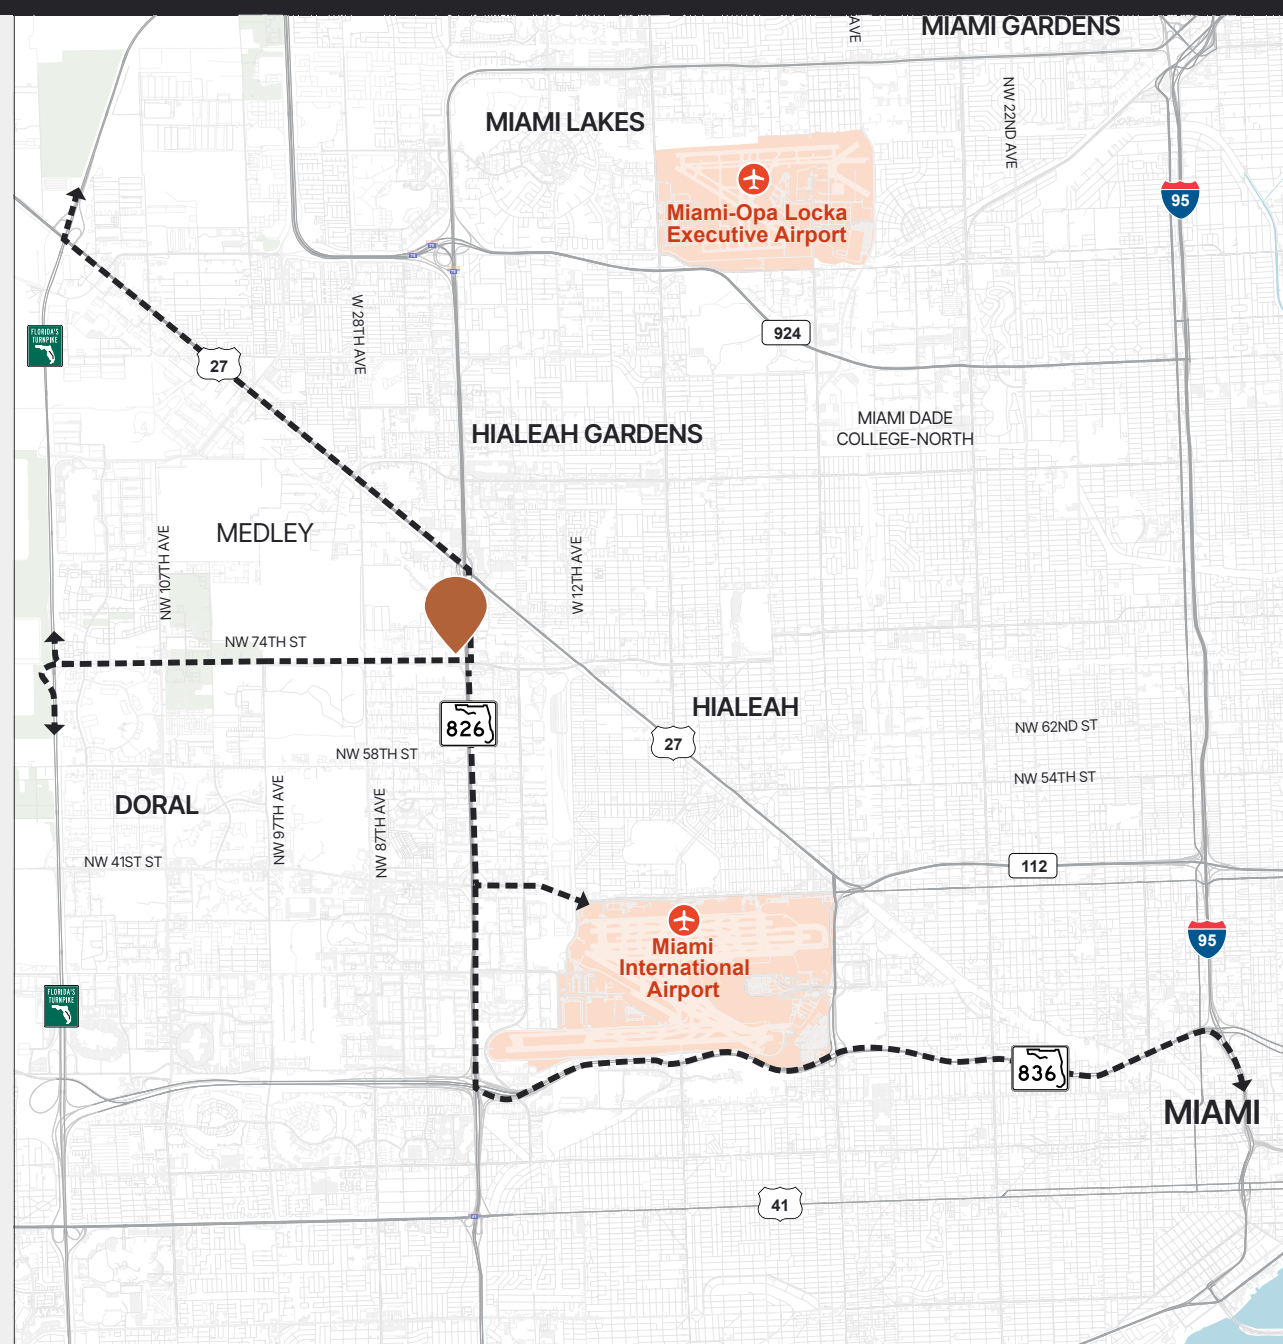 AVE
MIAMI GARDENS
MIAMI LAKES
NW 22ND AVE
Miami-Opa Locka
Executive Airport
95
FLORIDA'S
TURNPIKE
27
W 28TH AVE
924
HIALEAH GARDENS
MIAMI DADE
COLLEGE-NORTH
MEDLEY
NW 107TH AVE
W 12TH AVE
NW 74TH ST
826
HIALEAH
27
NW 62ND ST
NW 58TH ST
NW 54TH ST
DORAL
NW 97TH AVE
NW 87TH AVE
NW 41ST ST
112
Miami
International
Airport
95
FLORIDA'S
TURNPIKE
836
MIAMI
41